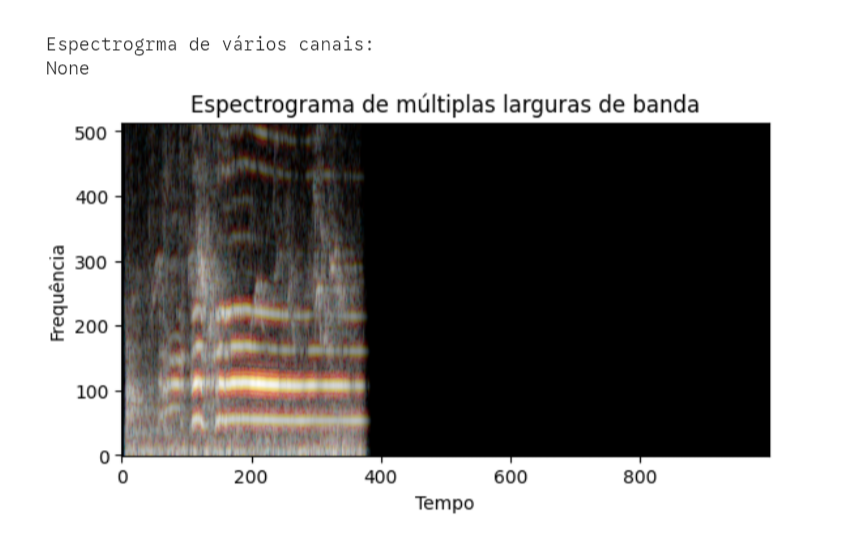 Espectrogrma de vários canais:
None
Espectrograma de múltiplas larguras de banda
500
400
300
200
100
0
Frequência
0 200 400 600 800
Tempo